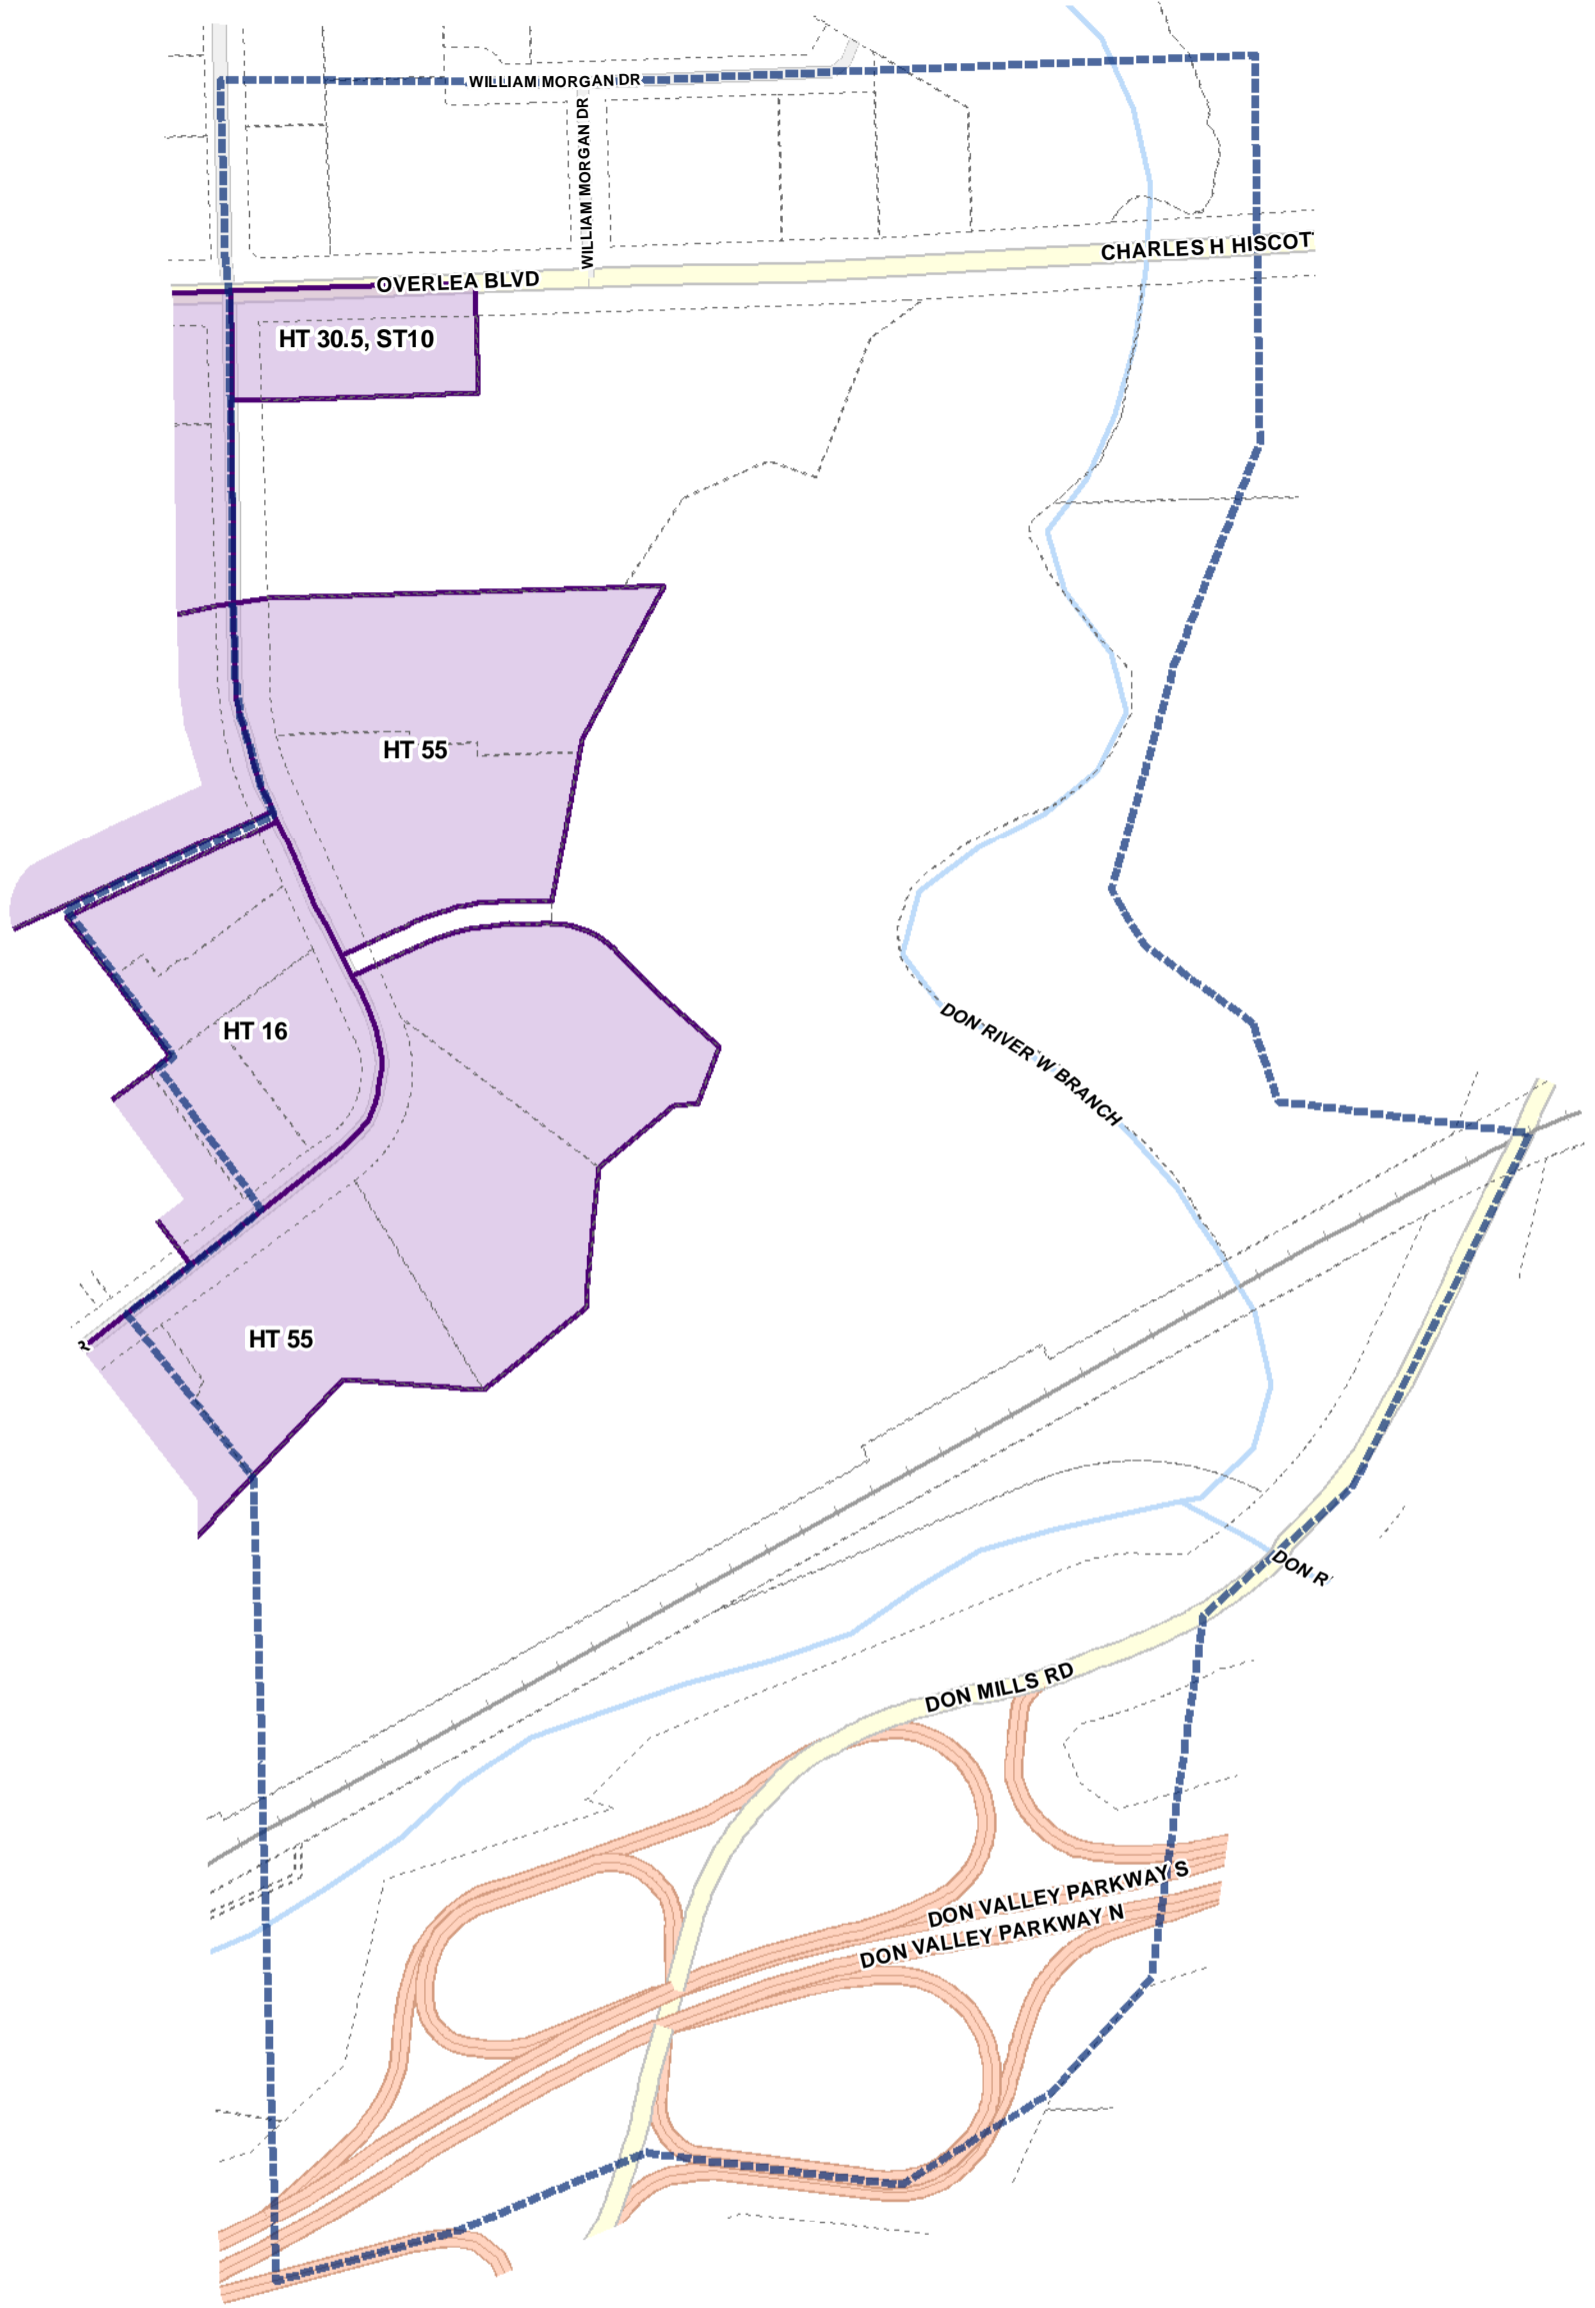 WILLIAM MORGAN DR
WILLIAM MORGAN DR
CHARLES H HISCOT
OVERLEA BLVD
HT 30.5, ST10
HT 55
HT 16
DON RIVER W BRANCH
HT 55
DON R
DON MILLS RD
DON VALLEY PARKWAY S
DON VALLEY PARKWAY N